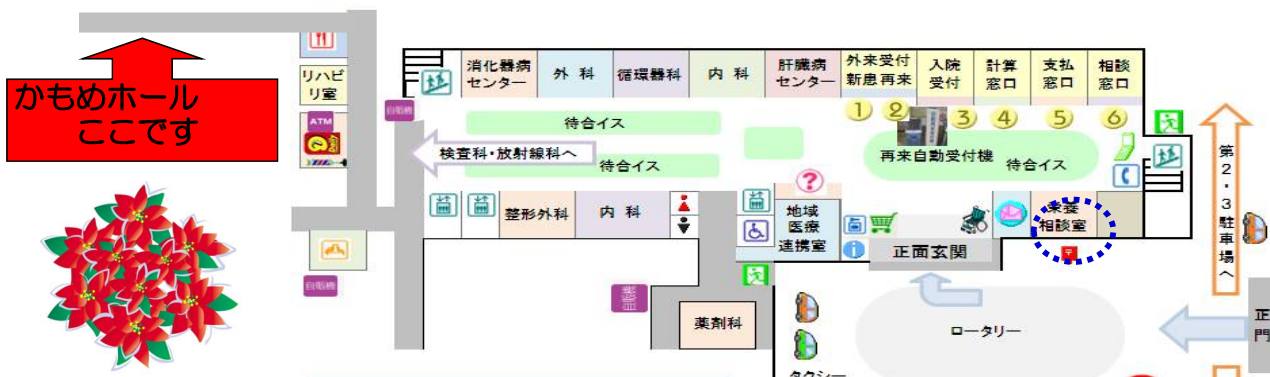 かもめホール
ここです
リハビ
リ室
ATM
自販機
消化器病
センター
外科
循環器科
内科
肝臓病
センター
外来受付
新患再来
入院
受付
計算
窓口
支払
窓口
相談
窓口
①
②
③
④
⑤
⑥
待合イス
検査科・放射線科へ
待合イス
再来自動受付機
待合イス
整形外科
内科
?
地域
医療
連携室
i
正面玄関
栄養
相談室
〒
第2・3駐車場へ
自販機
薬剤科
ロータリー
正
門
タクシー